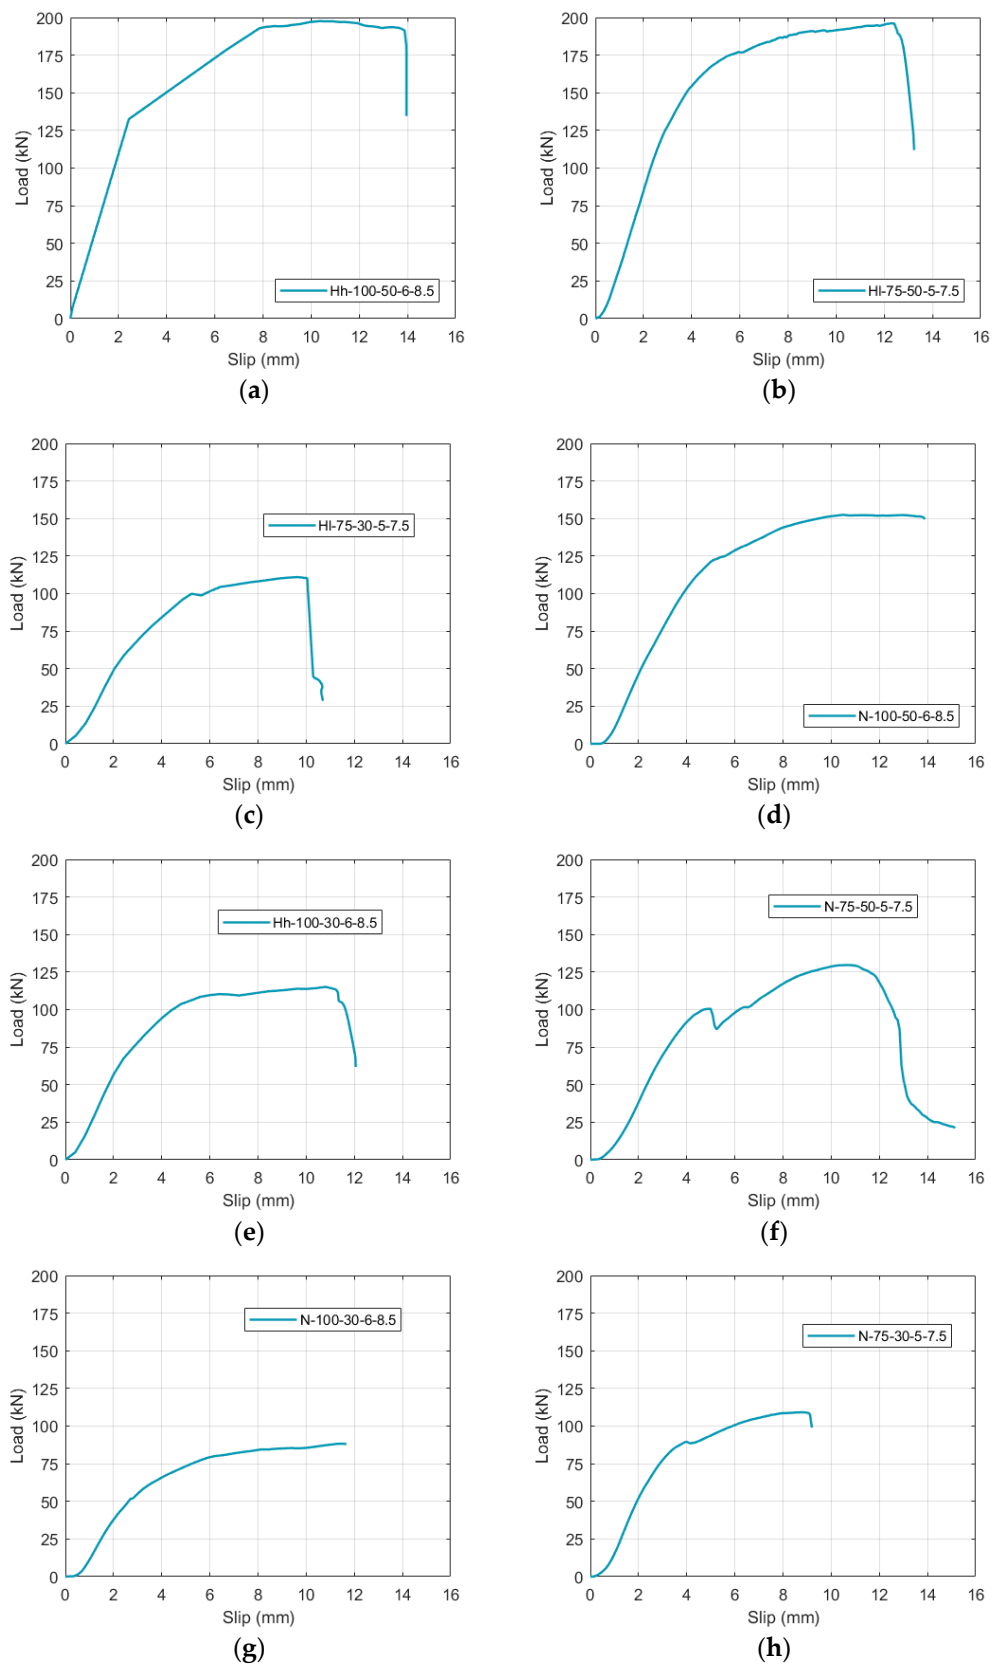 200
175
150
125
100
75
50
25
0
Load (kN)
Hh-100-50-6-8.5
0 2 4 6 8 10 12 14 16
Slip (mm)
(a)
200
175
150
125
100
75
50
25
0
Load (kN)
Hl-75-50-5-7.5
0 2 4 6 8 10 12 14 16
Slip (mm)
(b)
200
175
150
125
100
75
50
25
0
Load (kN)
Hl-75-30-5-7.5
0 2 4 6 8 10 12 14 16
Slip (mm)
(c)
200
175
150
125
100
75
50
25
0
Load (kN)
N-100-50-6-8.5
0 2 4 6 8 10 12 14 16
Slip (mm)
(d)
200
175
150
125
100
75
50
25
0
Load (kN)
Hh-100-30-6-8.5
0 2 4 6 8 10 12 14 16
Slip (mm)
(e)
200
175
150
125
100
75
50
25
0
Load (kN)
N-75-50-5-7.5
0 2 4 6 8 10 12 14 16
Slip (mm)
(f)
200
175
150
125
100
75
50
25
0
Load (kN)
N-100-30-6-8.5
0 2 4 6 8 10 12 14 16
Slip (mm)
(g)
200
175
150
125
100
75
50
25
0
Load (kN)
N-75-30-5-7.5
0 2 4 6 8 10 12 14 16
Slip (mm)
(h)